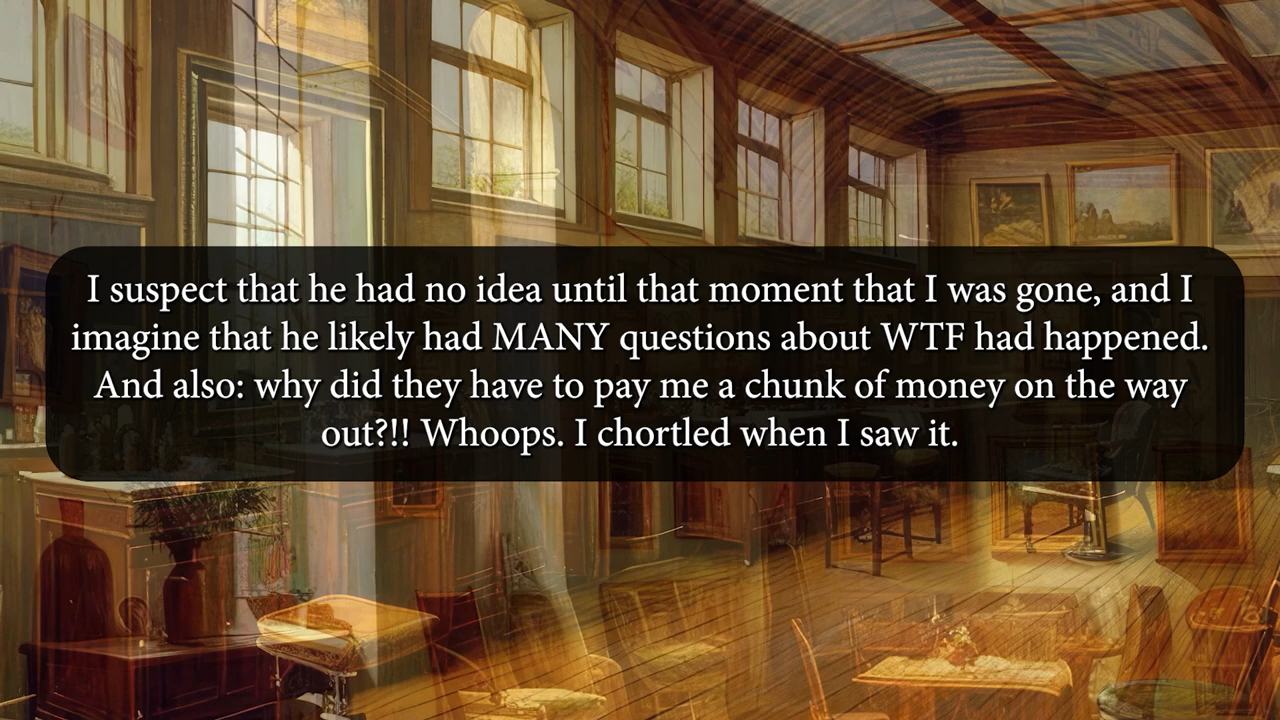 I suspect that he had no idea until that moment that I was gone, and I
imagine that he likely had MANY questions about WTF had happened.
And also: why did they have to pay me a chunk of money on the way
out?!! Whoops. I chortled when I saw it.